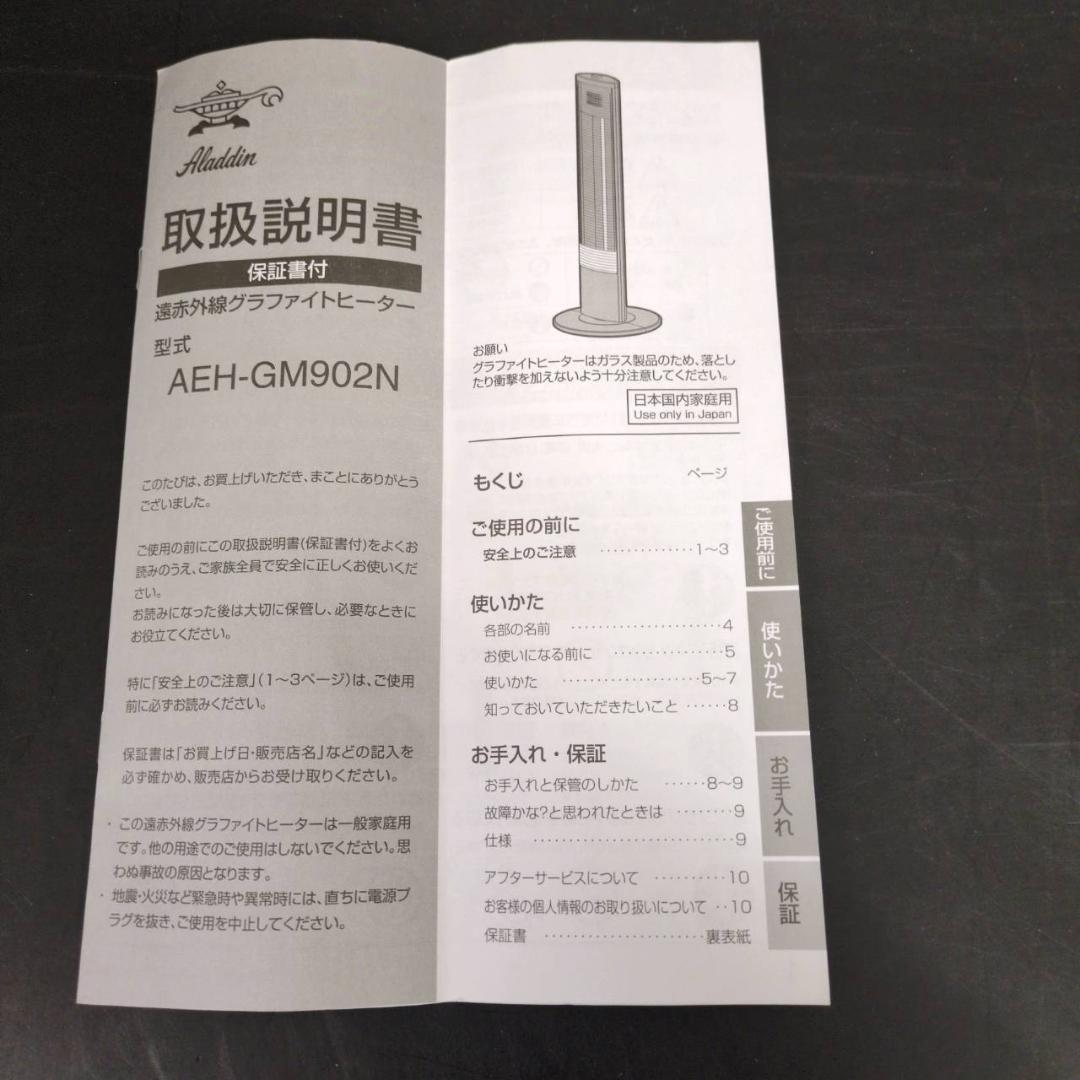 Aladdin
取扱説明書
保証書付
遠赤外線グラファイトヒーター
型式
AEH-GM902N
このたびは、お買上げいただき、まことにありがとう
ございました。
ご使用の前にこの取扱説明書(保証書付)をよくお
読みのうえ、ご家族全員で安全に正しくお使いくだ
さい。
お読みになった後は大切に保管し、必要なときに
お役立てください。
特に「安全上のご注意」(1〜3ページ)は、ご使用
前に必ずお読みください。
保証書は「お買上げ日・販売店名」などの記入を
必ず確かめ、販売店からお受け取りください。
・この遠赤外線グラファイトヒーターは一般家庭用
です。他の用途でのご使用はしないでください。思
わぬ事故の原因となります。
・地震・火災など緊急時や異常時には、直ちに電源プ
ラグを抜き、ご使用を中止してください。
お願い
グラファイトヒーターはガラス製品のため、落とし
たり衝撃を加えないよう十分注意してください。
日本国内家庭用
Use only in Japan
もくじ ページ
ご使用の前に
安全上のご注意 ·············· 1〜3
使いかた
各部の名前 ······················· 4
お使いになる前に ················· 5
使いかた ····················· 5〜7
知っておいていただきたいこと ······ 8
お手入れ・保証
お手入れと保管のしかた ······ 8〜9
故障かな?と思われたときは ·········· 9
仕様 ······························ 9
アフターサービスについて ·········· 10
お客様の個人情報のお取り扱いについて ·· 10
保証書 ······················· 裏表紙
ご使用前に
使いかた
お手入れ
保証